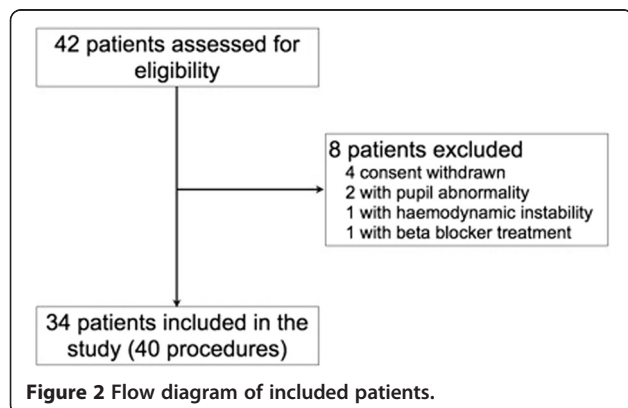 42 patients assessed for
eligibility
8 patients excluded
4 consent withdrawn
2 with pupil abnormality
1 with haemodynamic instability
1 with beta blocker treatment
34 patients included in the
study (40 procedures)
Figure 2 Flow diagram of included patients.